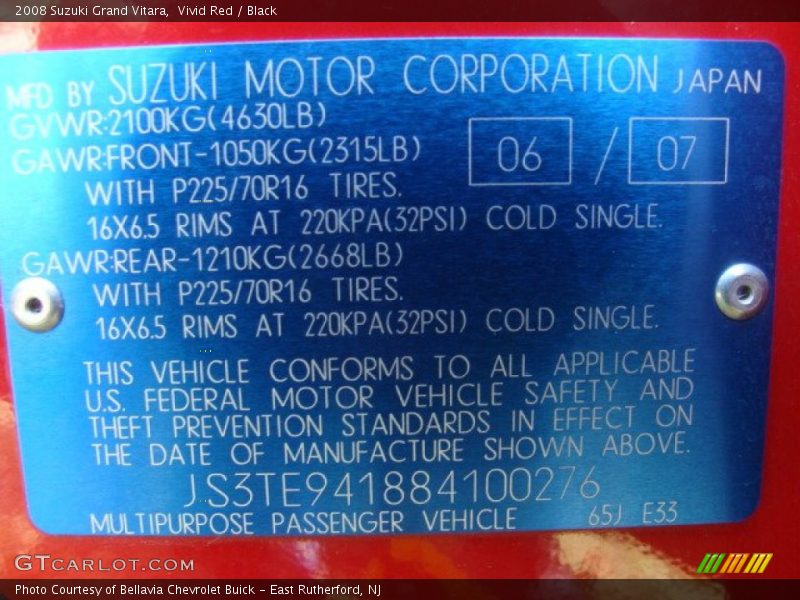 2008 Suzuki Grand Vitara,  Vivid Red / Black
MFD BY SUZUKI MOTOR CORPORATION JAPAN
GVWR:2100KG(4630LB)
GAWR:FRONT-1050KG(2315LB)
06 / 07
WITH P225/70R16 TIRES.
16X6.5 RIMS AT 220KPA(32PSI) COLD SINGLE.
GAWR:REAR-1210KG(2668LB)
WITH P225/70R16 TIRES.
16X6.5 RIMS AT 220KPA(32PSI) COLD SINGLE.
THIS VEHICLE CONFORMS TO ALL APPLICABLE
U.S. FEDERAL MOTOR VEHICLE SAFETY AND
THEFT PREVENTION STANDARDS IN EFFECT ON
THE DATE OF MANUFACTURE SHOWN ABOVE.
JS3TE941884100276
MULTIPURPOSE PASSENGER VEHICLE 65J E33
GTCARLOT.COM
Photo Courtesy of Bellavia Chevrolet Buick - East Rutherford, NJ